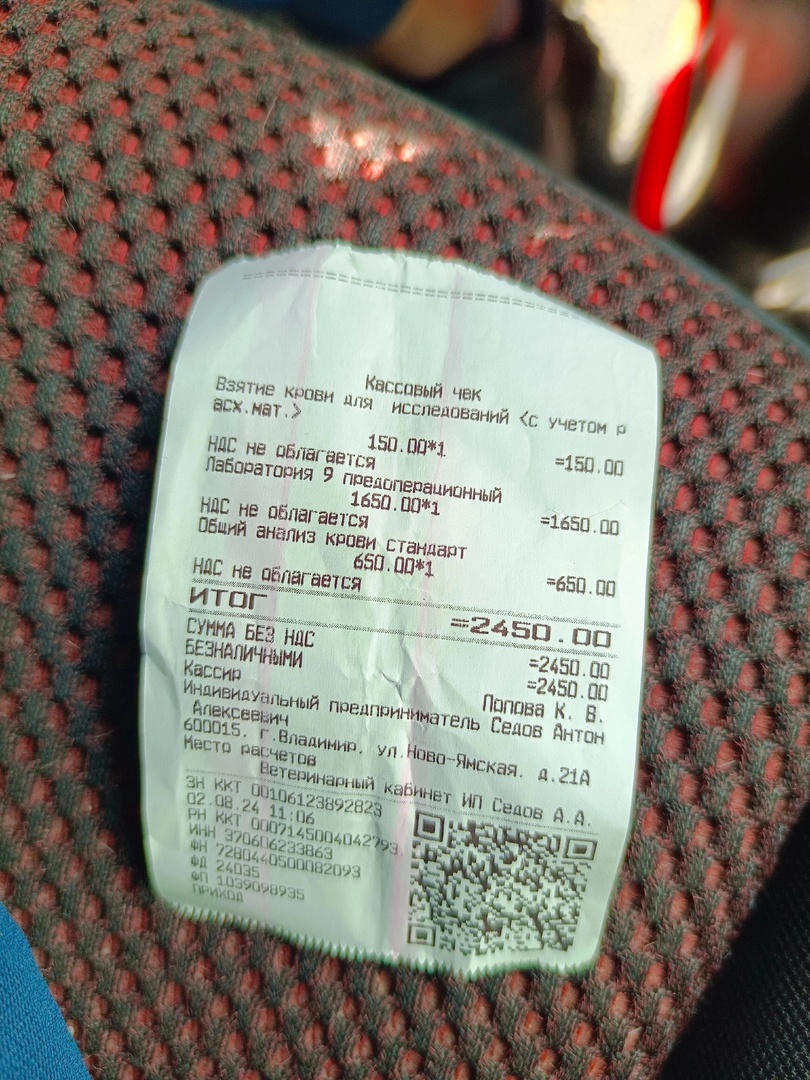 Кассовый чек
Взятие крови для исследований <с учетом р
асх.мат.>
150.00*1 =150.00
НДС не облагается
Лаборатория 9 предоперационный
1650.00*1 =1650.00
НДС не облагается
Общий анализ крови стандарт
650.00*1 =650.00
НДС не облагается
ИТОГ =2450.00
СУММА БЕЗ НДС =2450.00
БЕЗНАЛИЧНЫМИ =2450.00
Кассир Попова К. В.
Индивидуальный предприниматель Седов Антон
Алексеевич
600015, г.Владимир, ул.Ново-Ямская, д.21А
Место расчетов
Ветеринарный кабинет ИП Седов А.А.
ЗН ККТ 00106123892823
02.08.24 11:06
РН ККТ 0007145004042793
ИНН 370606233863
ФН 7280440500082093
ФД 24035
ФП 1039098935
ПРИХОД